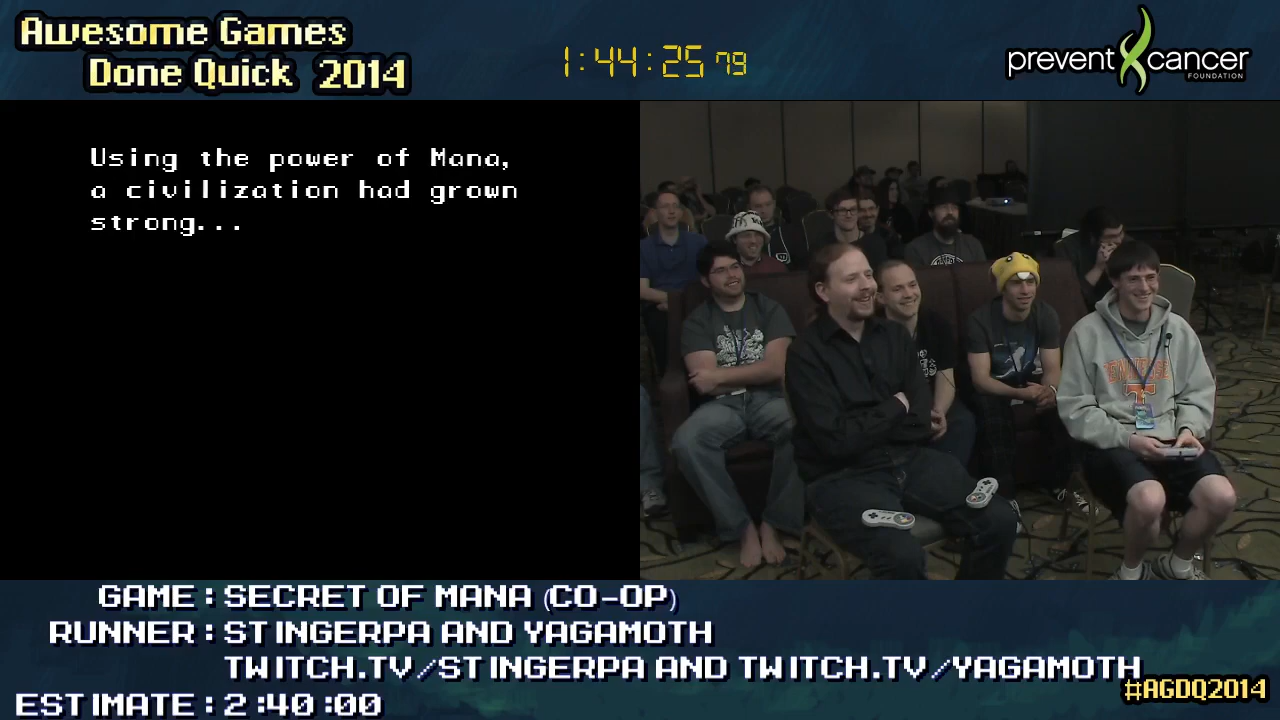 Awesome Games
Done Quick 2014
1:44:25 79
prevent cancer
FOUNDATION
Using the power of Mana,
a civilization had grown
strong...
TENNESSEE
T
GAME : SECRET OF MANA (CO-OP)
RUNNER : STINGERPA AND YAGAMOTH
TWITCH.TV/STINGERPA AND TWITCH.TV/YAGAMOTH
ESTIMATE : 2:40:00
#AGDQ2014